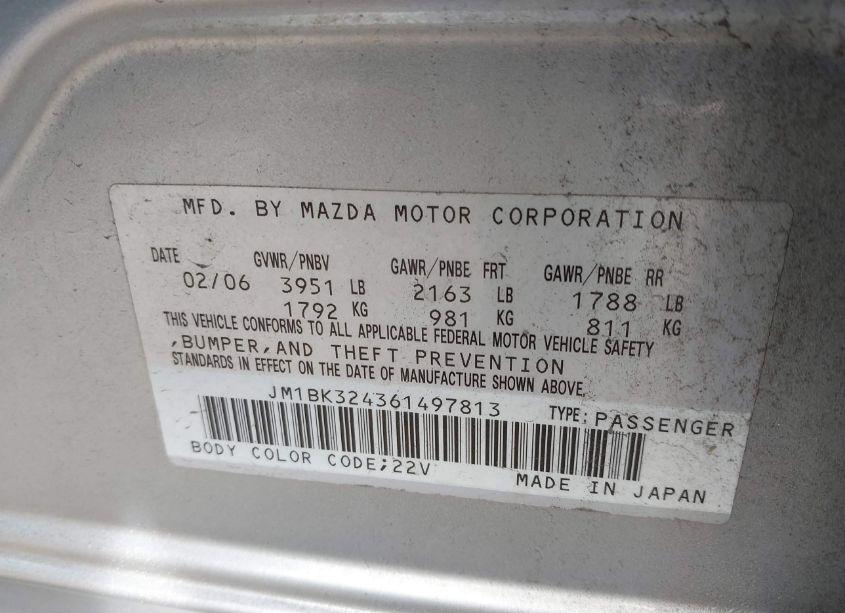 MFD. BY MAZDA MOTOR CORPORATION
DATE GVWR/PNBV GAWR/PNBE FRT GAWR/PNBE RR
02/06 3951 LB 2163 LB 1788 LB
1792 KG 981 KG 811 KG
THIS VEHICLE CONFORMS TO ALL APPLICABLE FEDERAL MOTOR VEHICLE SAFETY
,BUMPER,AND THEFT PREVENTION
STANDARDS IN EFFECT ON THE DATE OF MANUFACTURE SHOWN ABOVE.
JM1BK324361497813 TYPE:PASSENGER
BODY COLOR CODE;22V
MADE IN JAPAN